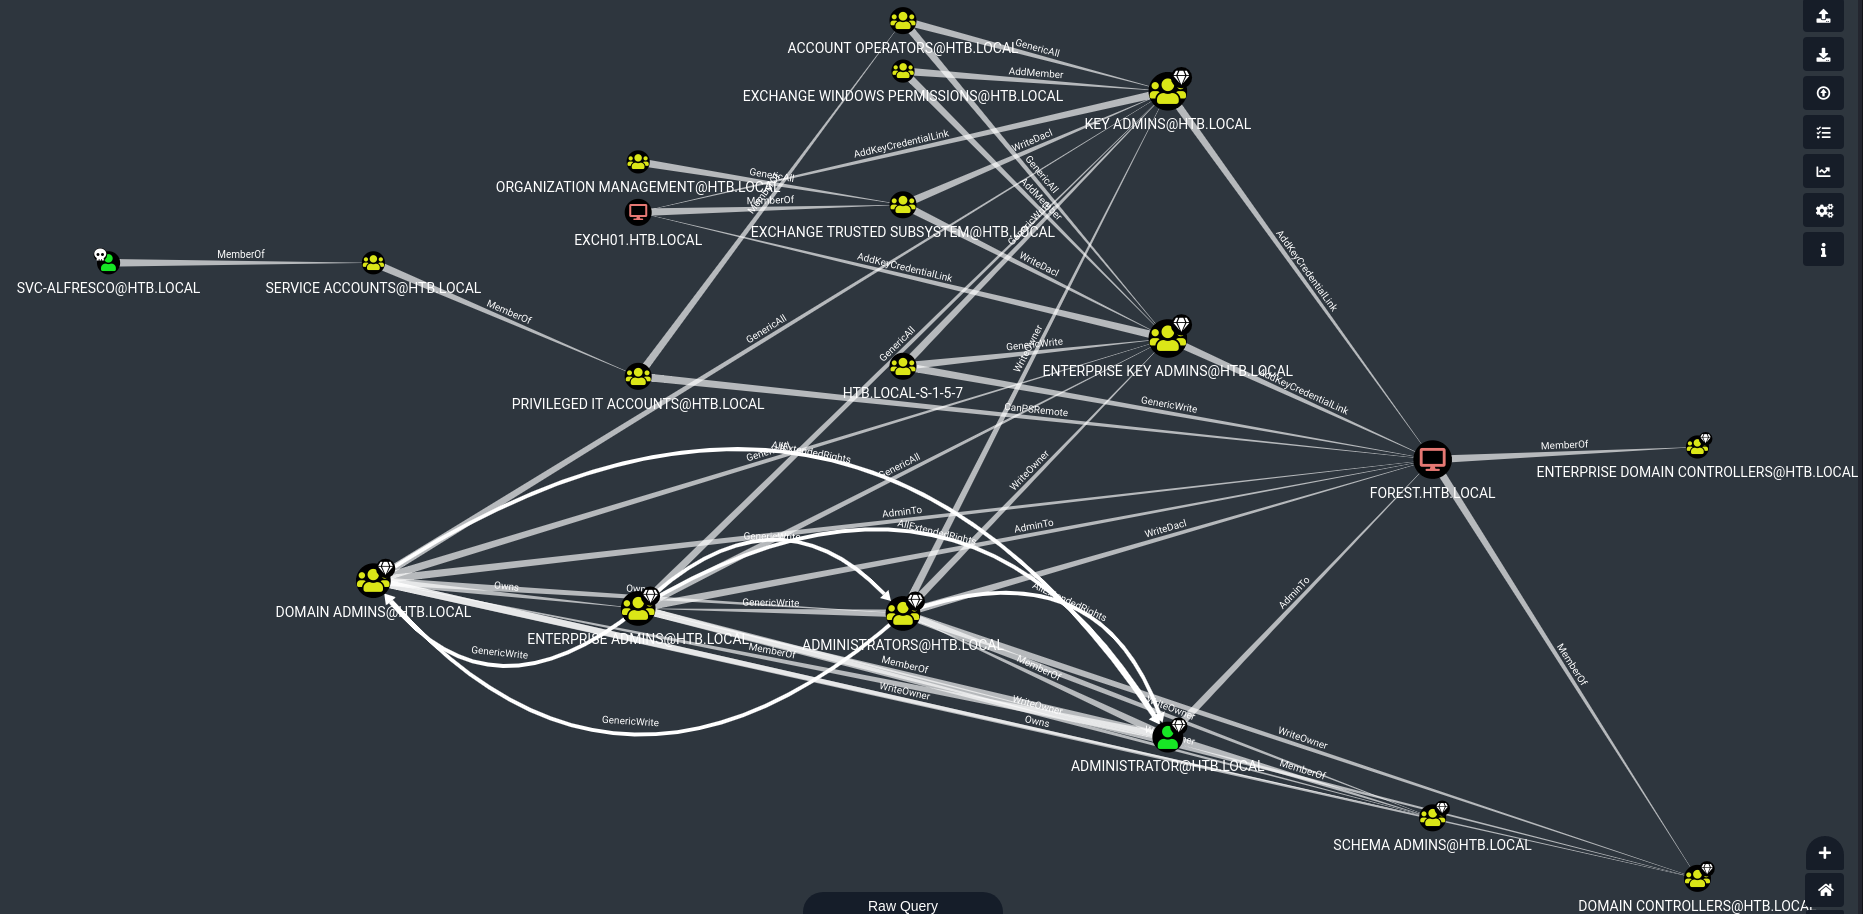 ACCOUNT OPERATORS@HTB.LOCAL
GenericAll
AddMember
EXCHANGE WINDOWS PERMISSIONS@HTB.LOCAL
KEY ADMINS@HTB.LOCAL
AddKeyCredentialLink
WriteDacl
GenericAll
GenericAll
AddMember
ORGANIZATION MANAGEMENT@HTB.LOCAL
MemberOf
EXCH01.HTB.LOCAL
EXCHANGE TRUSTED SUBSYSTEM@HTB.LOCAL
MemberOf
SVC-ALFRESCO@HTB.LOCAL
SERVICE ACCOUNTS@HTB.LOCAL
AddKeyCredentialLink
WriteDacl
AddKeyCredentialLink
MemberOf
GenericAll
GenericAll
WriteOwner
GenericWrite
ENTERPRISE KEY ADMINS@HTB.LOCAL
AddKeyCredentialLink
HTB.LOCAL-S-1-5-7
PRIVILEGED IT ACCOUNTS@HTB.LOCAL
CanPSRemote
GenericWrite
MemberOf
ENTERPRISE DOMAIN CONTROLLERS@HTB.LOCAL
GenericAll
WriteOwner
FOREST.HTB.LOCAL
AdminTo
AllExtendedRights
AdminTo
WriteDacl
GenericWrite
Owns
GenericWrite
AllExtendedRights
AdminTo
DOMAIN ADMINS@HTB.LOCAL
ENTERPRISE ADMINS@HTB.LOCAL
ADMINISTRATORS@HTB.LOCAL
GenericWrite
MemberOf
MemberOf
MemberOf
MemberOf
WriteOwner
WriteOwner
WriteOwner
GenericWrite
Owns
WriteOwner
ADMINISTRATOR@HTB.LOCAL
MemberOf
SCHEMA ADMINS@HTB.LOCAL
DOMAIN CONTROLLERS@HTB.LOCAL
Raw Query